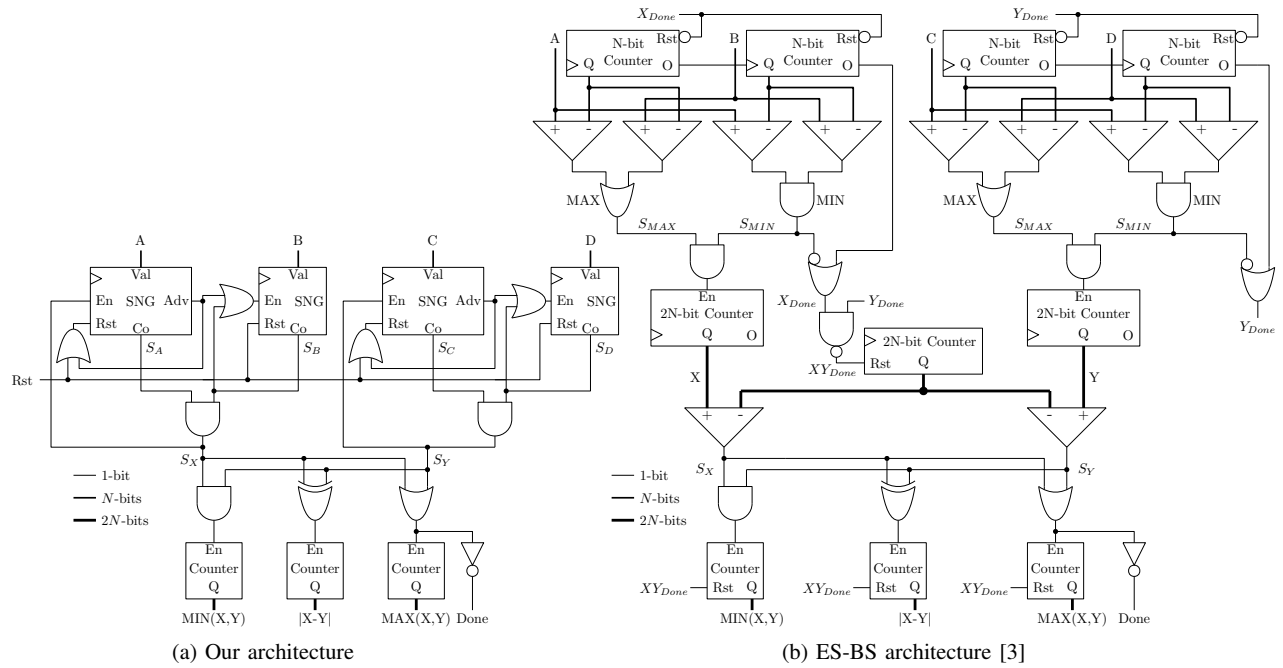 A
B
C
D
Val
SNG
En
Adv
Rst
Co
Val
En
SNG
Rst
Co
Val
SNG
En
Adv
Rst
Co
Val
En
SNG
Rst
Co
S_A
S_B
S_C
S_D
Rst
S_X
S_Y
1-bit
N-bits
2N-bits
En
Counter
Q
En
Counter
Q
En
Counter
Q
MIN(X,Y)
|X-Y|
MAX(X,Y)
Done
(a) Our architecture
X_Done
Y_Done
A
B
C
D
N-bit
Counter
Rst
Q
O
N-bit
Counter
Rst
Q
O
N-bit
Counter
Rst
Q
O
N-bit
Counter
Rst
Q
O
+ -
+ -
+ -
+ -
+ -
+ -
+ -
+ -
MAX
MIN
MAX
MIN
S_MAX
S_MIN
S_MAX
S_MIN
En
2N-bit Counter
Q
O
X_Done
Y_Done
XY_Done
2N-bit Counter
Rst
Q
En
2N-bit Counter
Q
O
Y_Done
X
Y
+ -
- +
S_X
S_Y
1-bit
N-bits
2N-bits
En
Counter
Rst
Q
En
Counter
Rst
Q
En
Counter
Rst
Q
XY_Done
XY_Done
XY_Done
MIN(X,Y)
|X-Y|
MAX(X,Y)
Done
(b) ES-BS architecture [3]